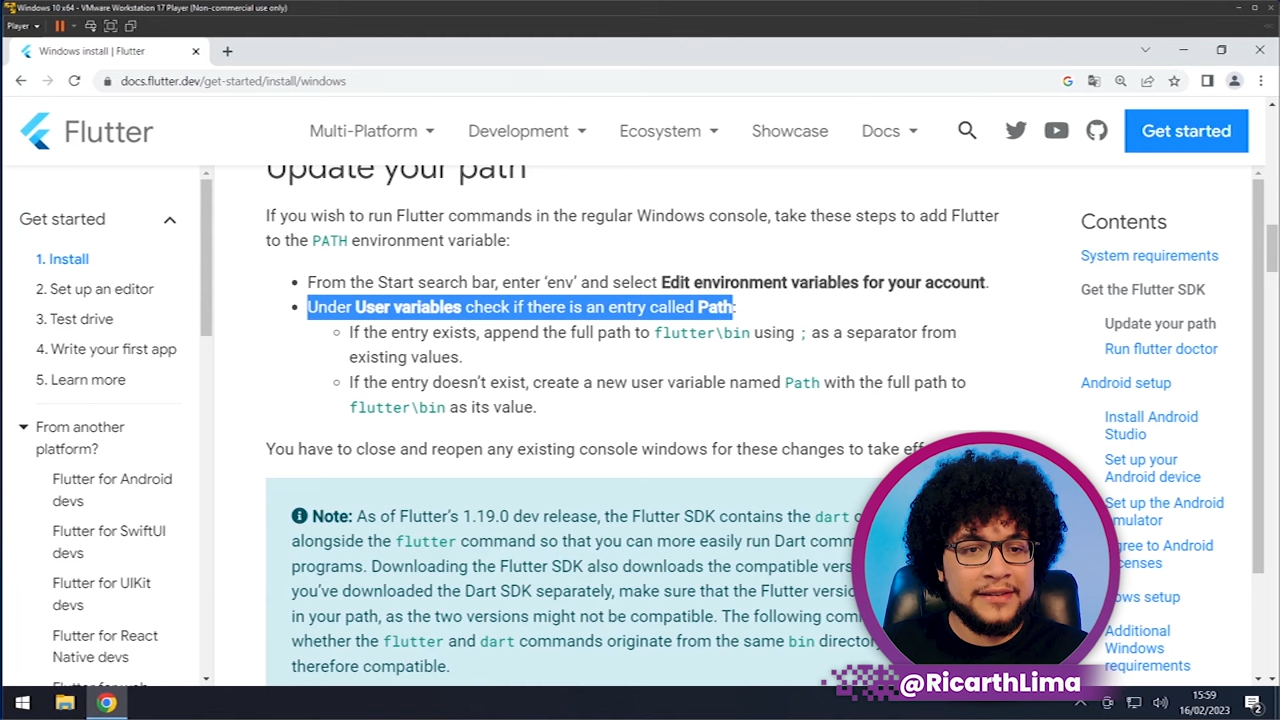 Windows 10 x64 - VMware Workstation 17 Player (Non-commercial use only)
Player
Windows install | Flutter
docs.flutter.dev/get-started/install/windows
Flutter
Multi-Platform
Development
Ecosystem
Showcase
Docs
Get started
Get started
1. Install
2. Set up an editor
3. Test drive
4. Write your first app
5. Learn more
From another
platform?
Flutter for Android
devs
Flutter for SwiftUI
devs
Flutter for UIKit
devs
Flutter for React
Native devs
Update your path
If you wish to run Flutter commands in the regular Windows console, take these steps to add Flutter
to the PATH environment variable:
From the Start search bar, enter ‘env’ and select Edit environment variables for your account.
Under User variables check if there is an entry called Path:
If the entry exists, append the full path to flutter\bin using ; as a separator from
existing values.
If the entry doesn’t exist, create a new user variable named Path with the full path to
flutter\bin as its value.
You have to close and reopen any existing console windows for these changes to take
Note: As of Flutter’s 1.19.0 dev release, the Flutter SDK contains the dart
alongside the flutter command so that you can more easily run Dart
programs. Downloading the Flutter SDK also downloads the compatible
you’ve downloaded the Dart SDK separately, make sure that the Flutter
in your path, as the two versions might not be compatible. The following
whether the flutter and dart commands originate from the same bin
therefore compatible.
Contents
System requirements
Get the Flutter SDK
Update your path
Run flutter doctor
Android setup
Install Android
Studio
Set up your
Android device
Set up the Android
to Android
setup
Additional
Windows
requirements
@RicarthLima
15:59
16/02/2023
2